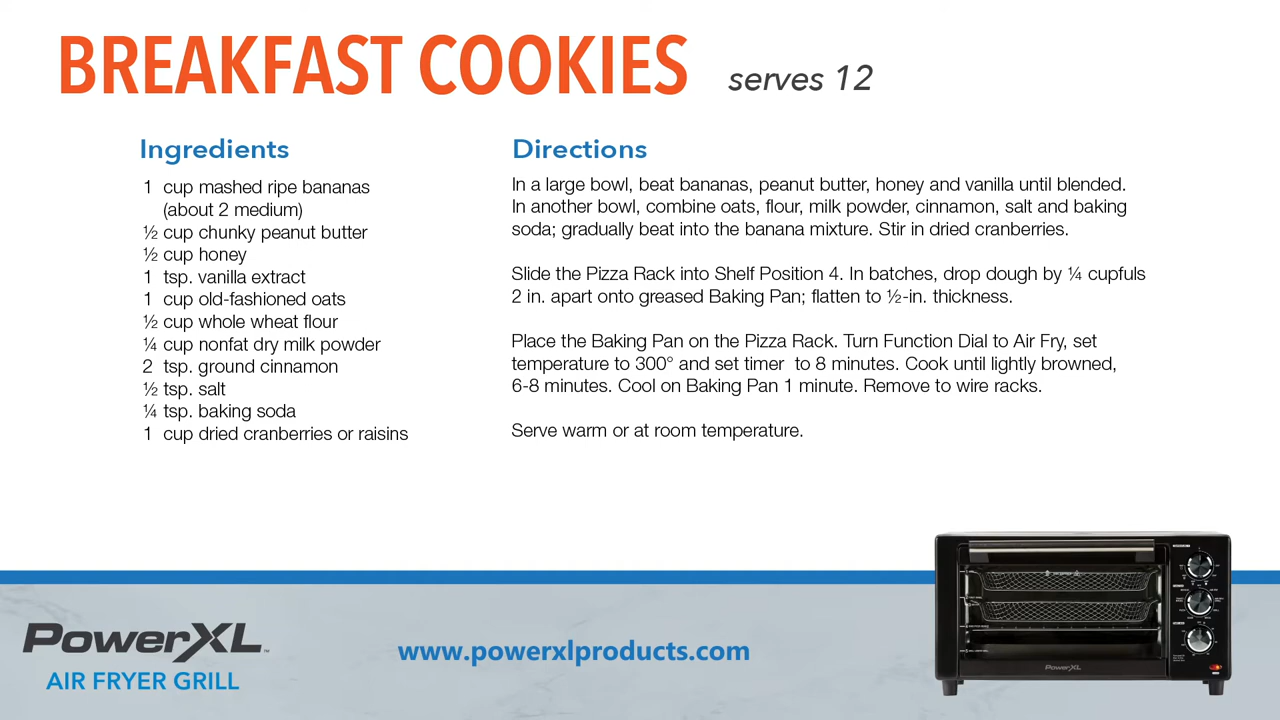 BREAKFAST COOKIES serves 12
Ingredients
1 cup mashed ripe bananas
(about 2 medium)
½ cup chunky peanut butter
½ cup honey
1 tsp. vanilla extract
1 cup old-fashioned oats
½ cup whole wheat flour
¼ cup nonfat dry milk powder
2 tsp. ground cinnamon
½ tsp. salt
¼ tsp. baking soda
1 cup dried cranberries or raisins
Directions
In a large bowl, beat bananas, peanut butter, honey and vanilla until blended.
In another bowl, combine oats, flour, milk powder, cinnamon, salt and baking
soda; gradually beat into the banana mixture. Stir in dried cranberries.
Slide the Pizza Rack into Shelf Position 4. In batches, drop dough by ¼ cupfuls
2 in. apart onto greased Baking Pan; flatten to ½-in. thickness.
Place the Baking Pan on the Pizza Rack. Turn Function Dial to Air Fry, set
temperature to 300° and set timer  to 8 minutes. Cook until lightly browned,
6-8 minutes. Cool on Baking Pan 1 minute. Remove to wire racks.
Serve warm or at room temperature.
PowerXL™
AIR FRYER GRILL
www.powerxlproducts.com
PowerXL